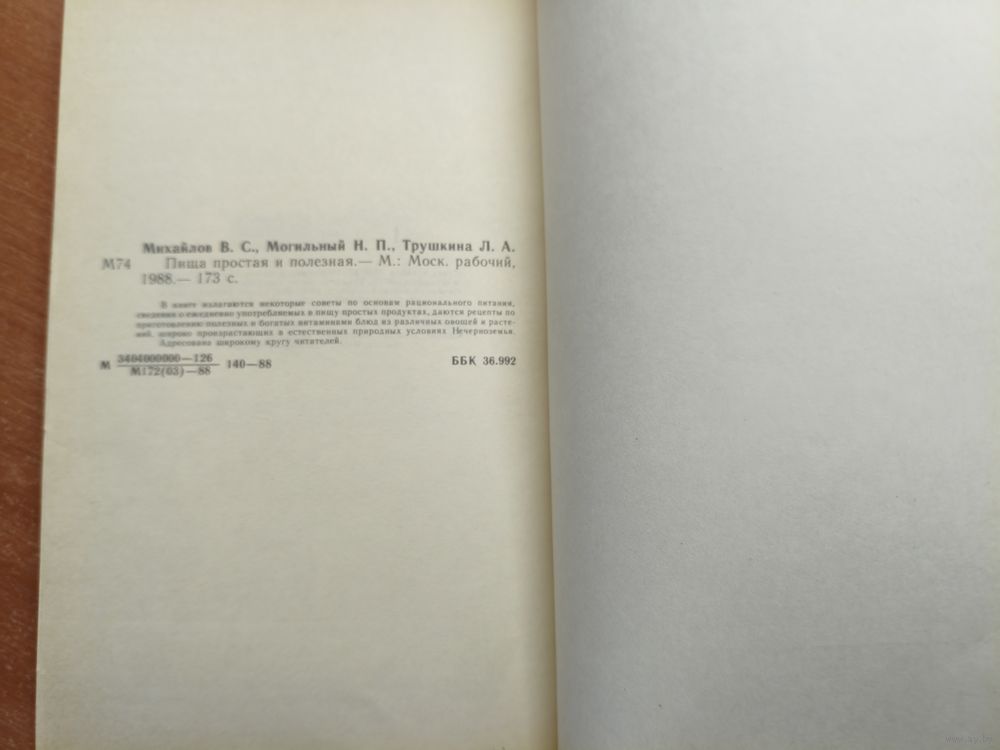 Михайлов В. С., Могильный Н. П., Трушкина Л. А.
М74 Пища простая и полезная.— М.: Моск. рабочий,
1988.— 173 с.
В книге излагаются некоторые советы по основам рационального питания,
сведения о ежедневно употребляемых в пищу простых продуктах, даются рецепты по
приготовлению полезных и богатых витаминами блюд из различных овощей и расте-
ний, широко произрастающих в естественных природных условиях Нечерноземья.
Адресована широкому кругу читателей.
М 3404000000—126 140—88 ББК 36.992
М172(03)—88